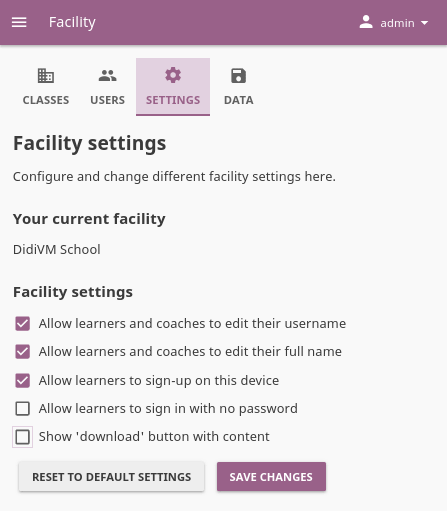 Facility
admin
CLASSES USERS SETTINGS DATA
Facility settings
Configure and change different facility settings here.
Your current facility
DidiVM School
Facility settings
Allow learners and coaches to edit their username
Allow learners and coaches to edit their full name
Allow learners to sign-up on this device
Allow learners to sign in with no password
Show 'download' button with content
RESET TO DEFAULT SETTINGS SAVE CHANGES